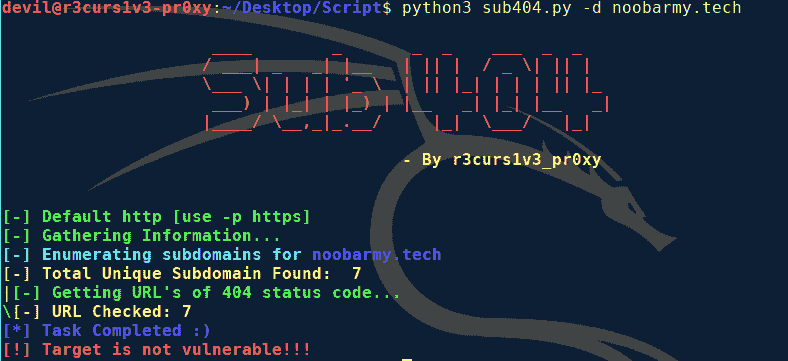 devil@r3curs1v3-pr0xy:~/Desktop/Script$ python3 sub404.py -d noobarmy.tech
Sub 404
- By r3curs1v3_pr0xy
[-] Default http [use -p https]
[-] Gathering Information...
[-] Enumerating subdomains for noobarmy.tech
[-] Total Unique Subdomain Found:  7
|[-] Getting URL's of 404 status code...
\[-] URL Checked: 7
[*] Task Completed :)
[!] Target is not vulnerable!!!